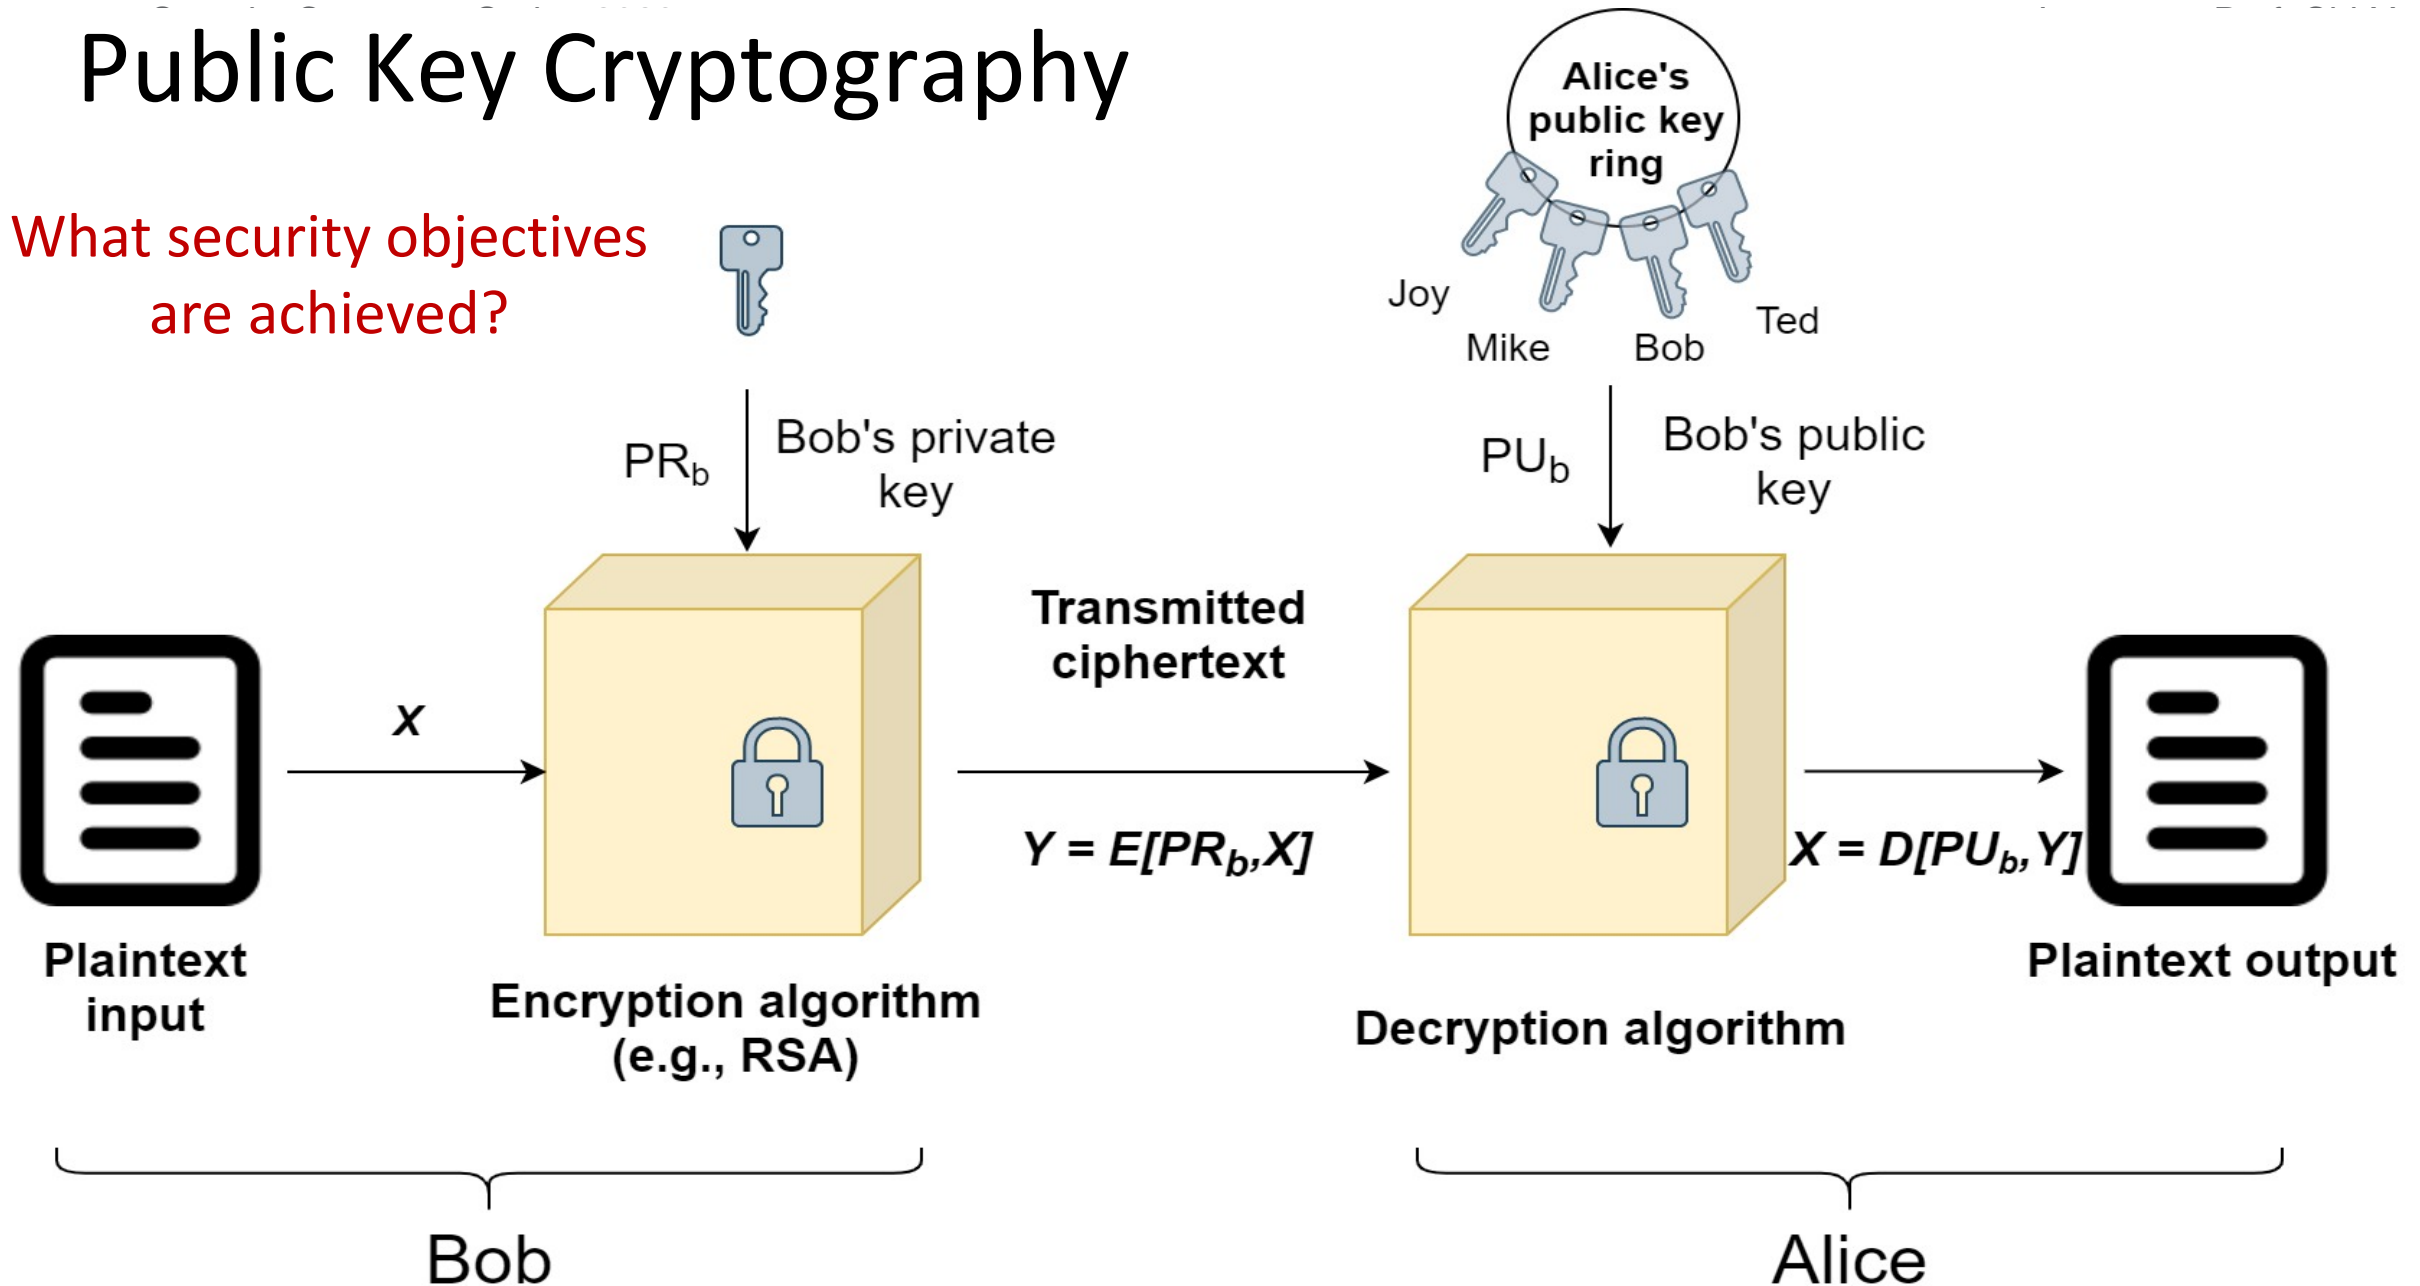 Public Key Cryptography
What security objectives
are achieved?
Alice's
public key
ring
Joy
Mike
Bob
Ted
PRb
Bob's private
key
PUb
Bob's public
key
X
Transmitted
ciphertext
Y = E[PRb,X]
X = D[PUb,Y]
Plaintext
input
Encryption algorithm
(e.g., RSA)
Decryption algorithm
Plaintext output
Bob
Alice